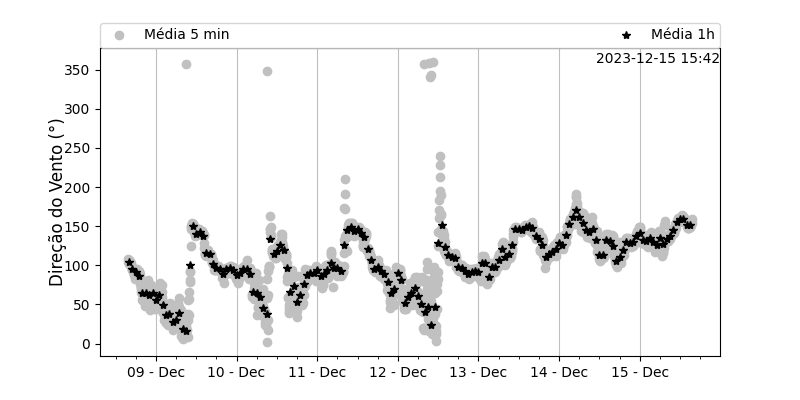 Média 5 min
Média 1h
2023-12-15 15:42
Direção do Vento (°)
350
300
250
200
150
100
50
0
09 - Dec
10 - Dec
11 - Dec
12 - Dec
13 - Dec
14 - Dec
15 - Dec